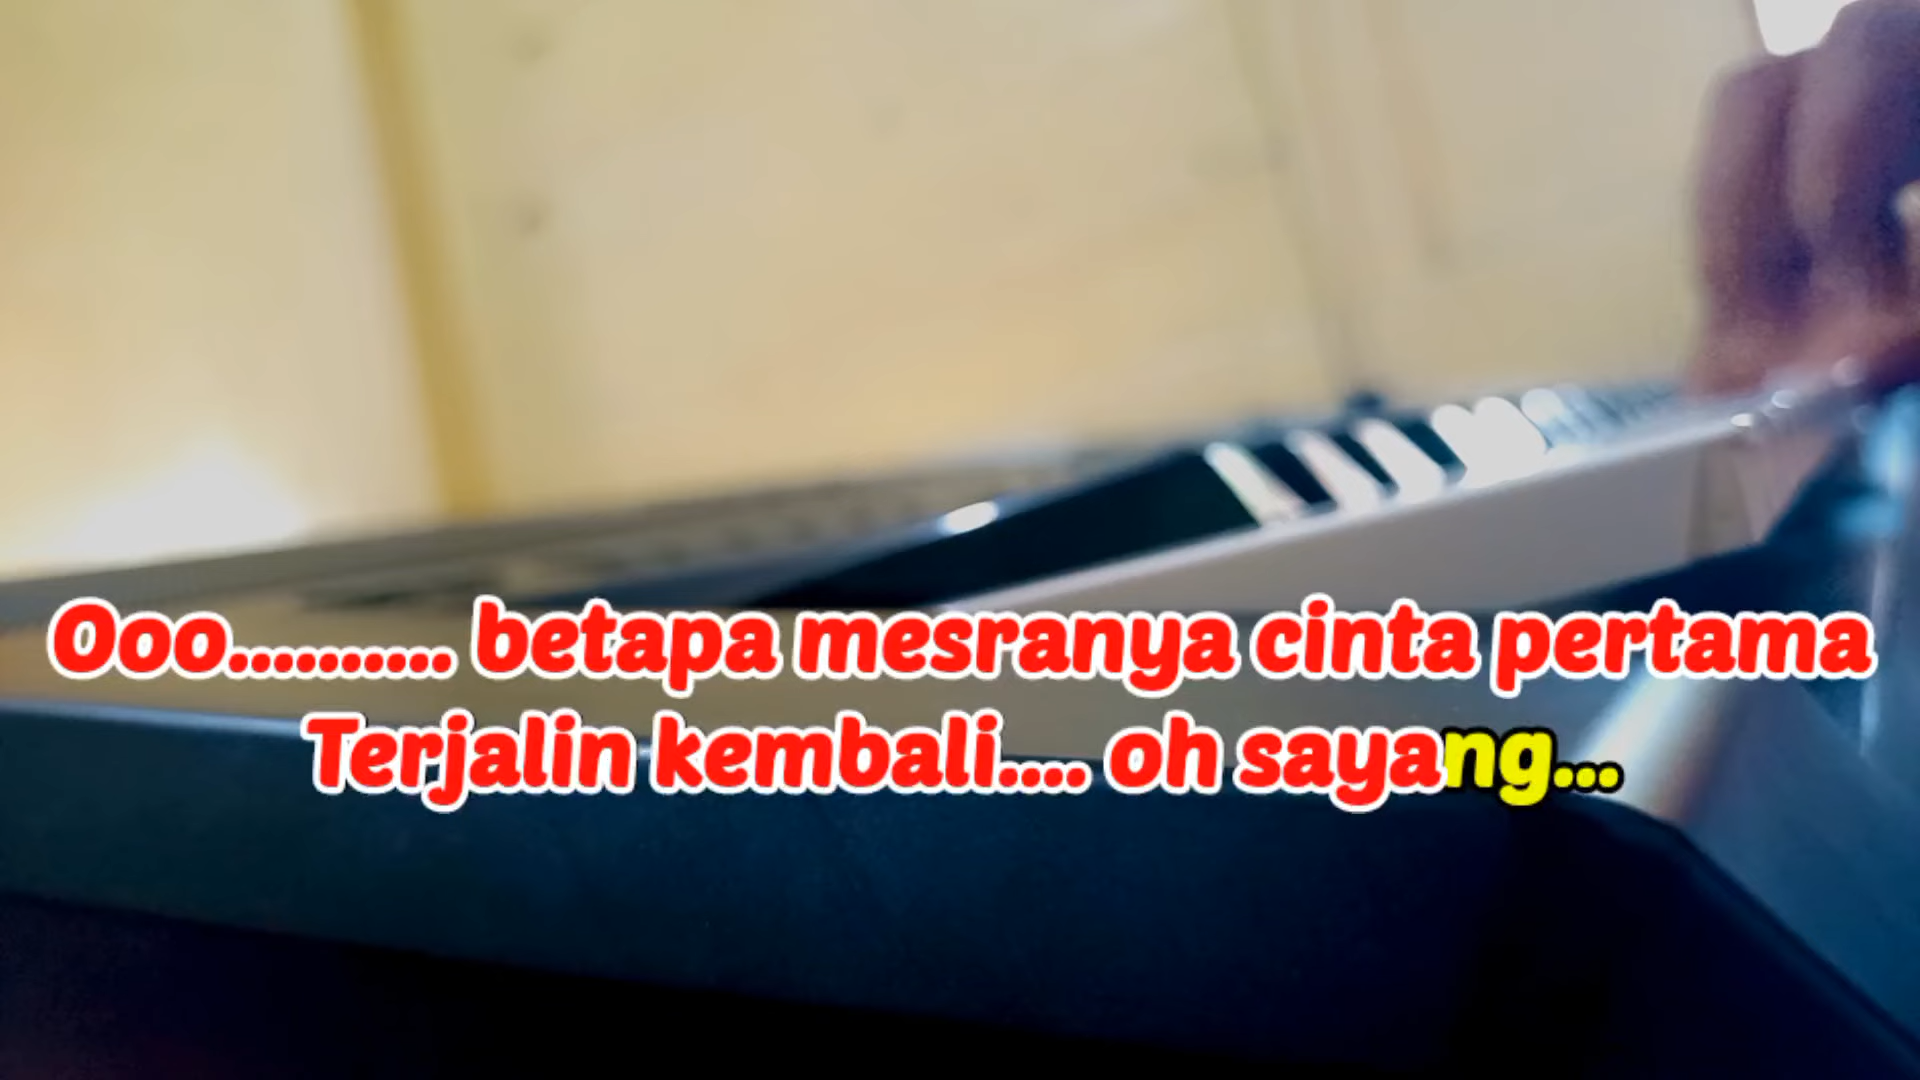 Ooo.......... betapa mesranya cinta pertama
Terjalin kembali.... oh sayang...